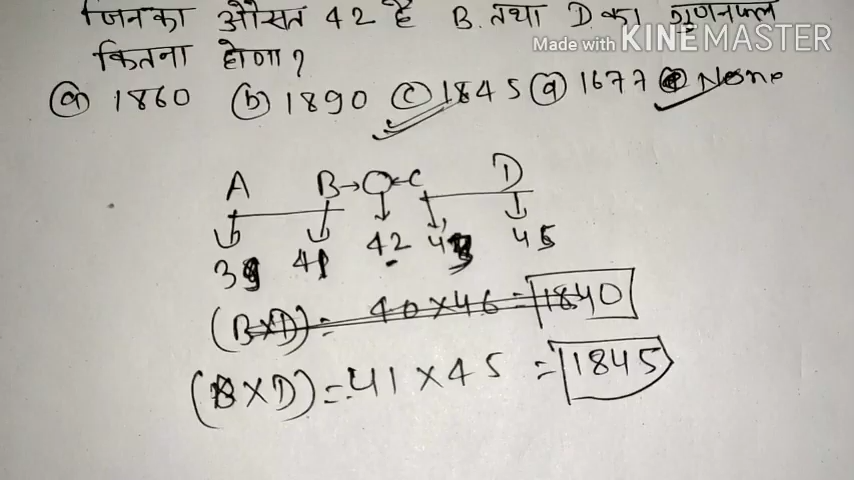 जिनका औसत 42 है B. तथा D का गुणनफल
Made with KINEMASTER
कितना होगा?
(a) 1860 (b) 1890 (c) 1845 (d) 1677 (e) None
A B→○←C D
39 41 42 43 45
(B×D) = 40×46 = 1840
(B×D) = 41×45 = 1845